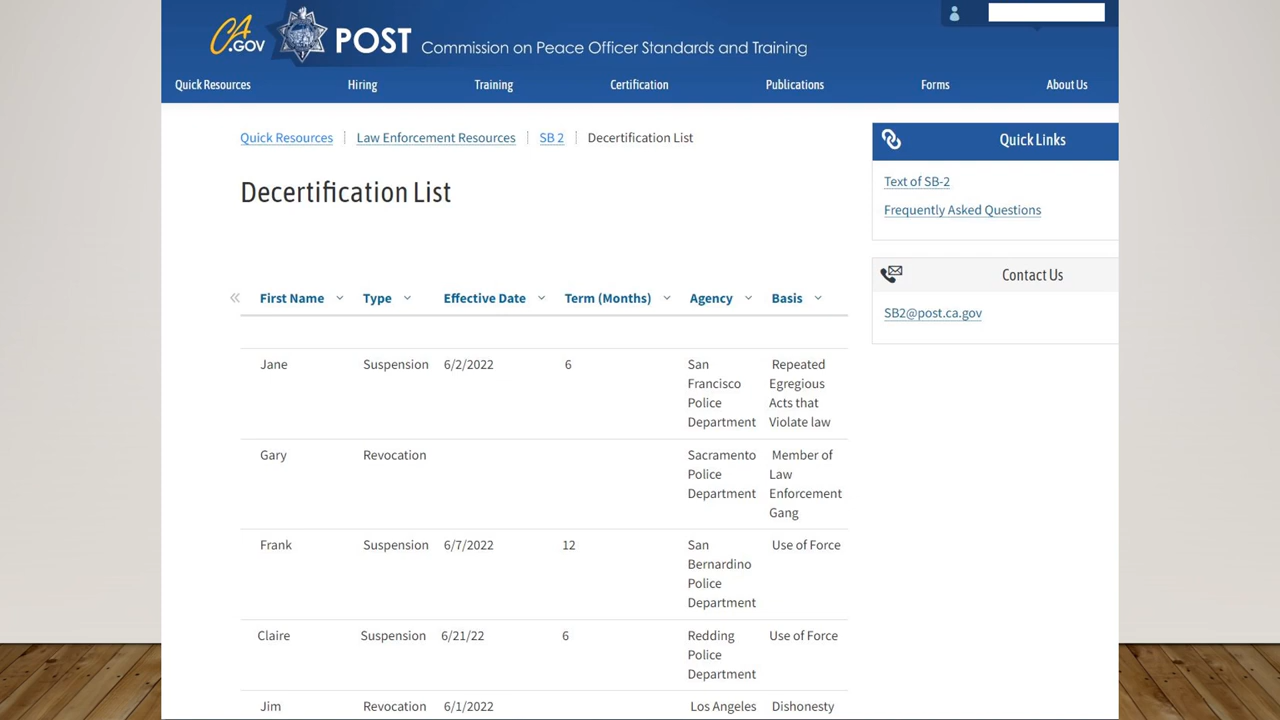 CA.GOV POST Commission on Peace Officer Standards and Training
Quick Resources Hiring Training Certification Publications Forms About Us
Quick Resources Law Enforcement Resources SB 2 Decertification List
Decertification List
First Name Type Effective Date Term (Months) Agency Basis
Jane Suspension 6/2/2022 6 San Repeated
Francisco Egregious
Police Acts that
Department Violate law
Gary Revocation Sacramento Member of
Police Law
Department Enforcement
Gang
Frank Suspension 6/7/2022 12 San Use of Force
Bernardino
Police
Department
Claire Suspension 6/21/22 6 Redding Use of Force
Police
Department
Jim Revocation 6/1/2022 Los Angeles Dishonesty
Quick Links
Text of SB-2
Frequently Asked Questions
Contact Us
SB2@post.ca.gov